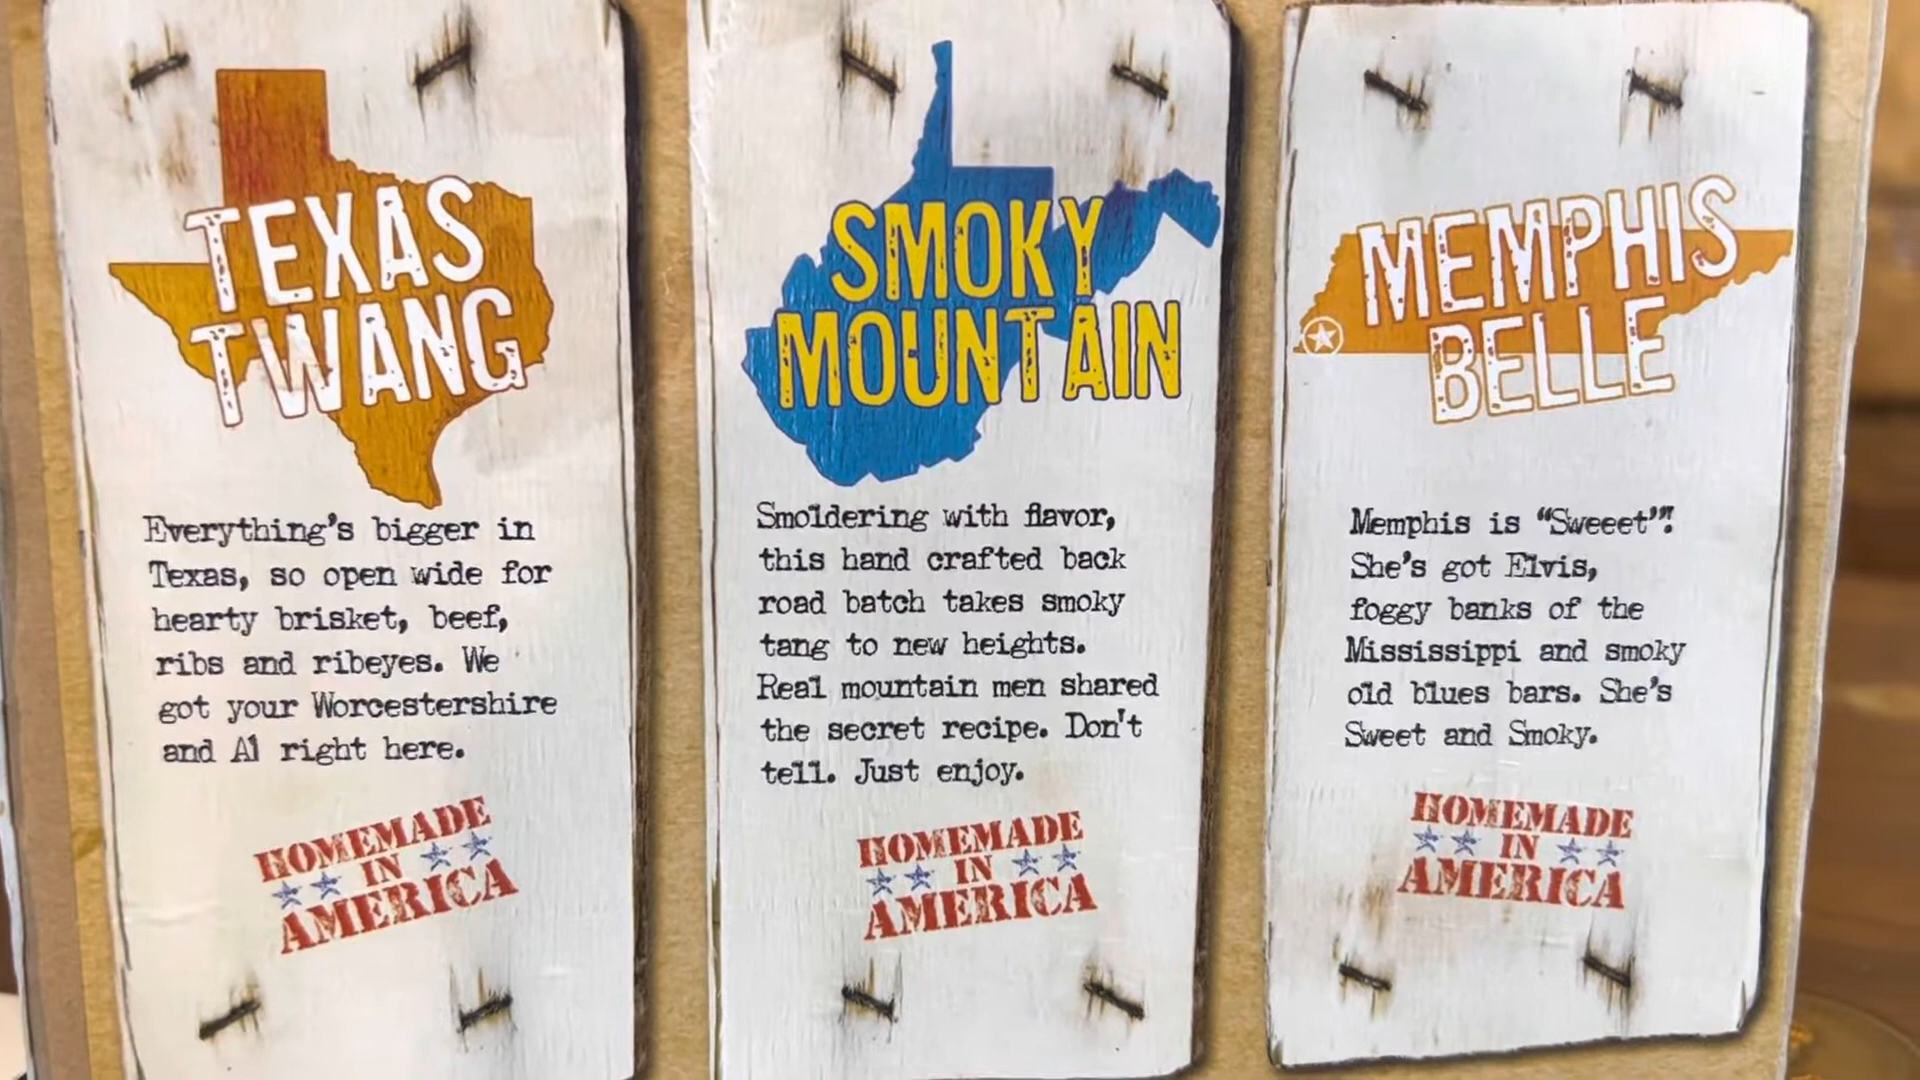 TEXAS
TWANG
Everything's bigger in
Texas, so open wide for
hearty brisket, beef,
ribs and ribeyes. We
got your Worcestershire
and A1 right here.
HOMEMADE
IN
AMERICA
SMOKY
MOUNTAIN
Smoldering with flavor,
this hand crafted back
road batch takes smoky
tang to new heights.
Real mountain men shared
the secret recipe. Don't
tell. Just enjoy.
HOMEMADE
IN
AMERICA
MEMPHIS
BELLE
Memphis is “Sweeet”!
She's got Elvis,
foggy banks of the
Mississippi and smoky
old blues bars. She's
Sweet and Smoky.
HOMEMADE
IN
AMERICA